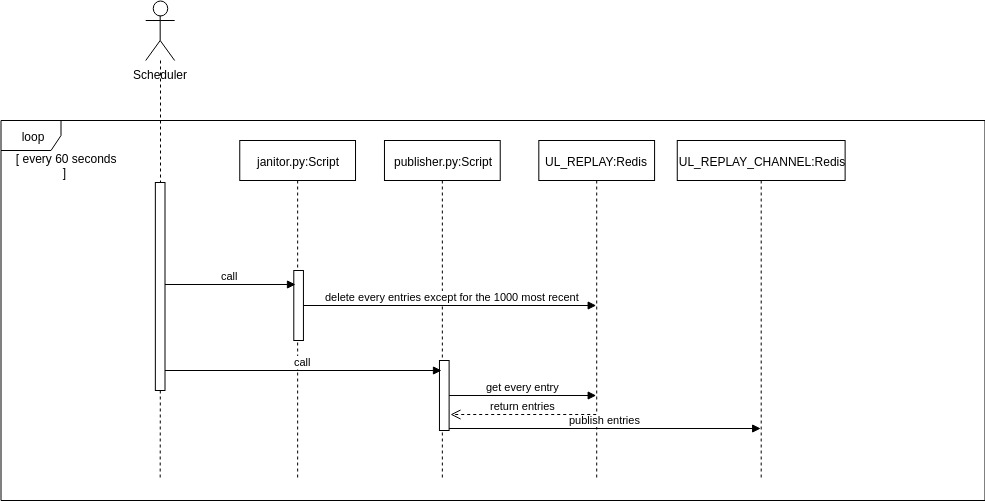 Scheduler
loop
[ every 60 seconds
]
janitor.py:Script
publisher.py:Script
UL_REPLAY:Redis
UL_REPLAY_CHANNEL:Redis
call
delete every entries except for the 1000 most recent
call
get every entry
return entries
publish entries